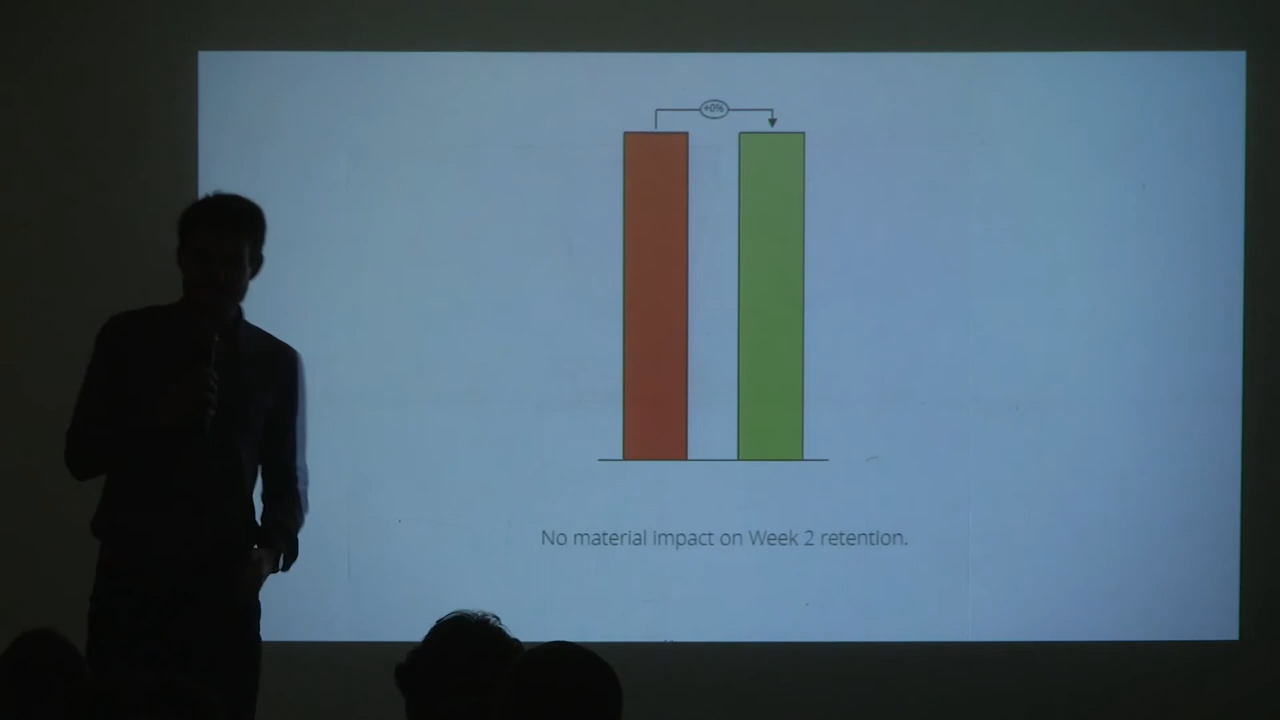 +0%
No material impact on Week 2 retention.